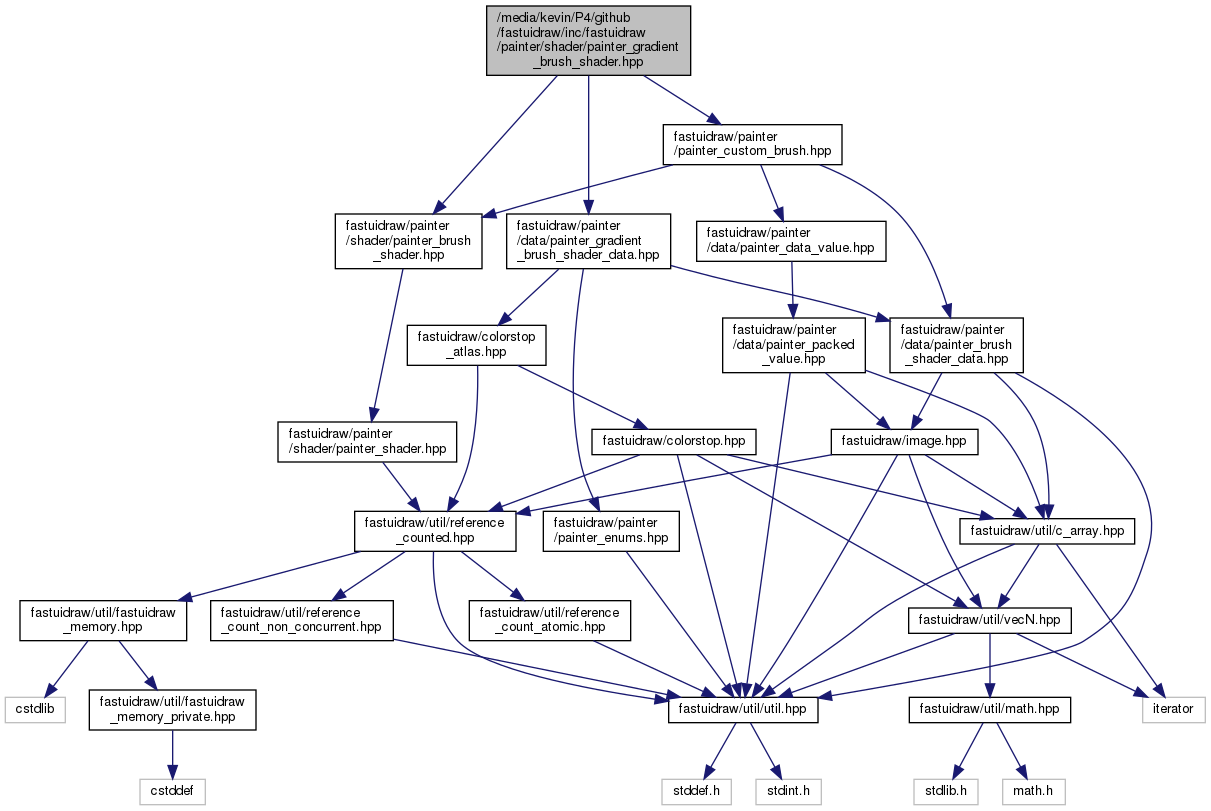 /media/kevin/P4/github
/fastuidraw/inc/fastuidraw
/painter/shader/painter_gradient
_brush_shader.hpp
fastuidraw/painter
/painter_custom_brush.hpp
fastuidraw/painter
/shader/painter_brush
_shader.hpp
fastuidraw/painter
/data/painter_gradient
_brush_shader_data.hpp
fastuidraw/painter
/data/painter_data_value.hpp
fastuidraw/colorstop
_atlas.hpp
fastuidraw/painter
/data/painter_packed
_value.hpp
fastuidraw/painter
/data/painter_brush
_shader_data.hpp
fastuidraw/painter
/shader/painter_shader.hpp
fastuidraw/colorstop.hpp
fastuidraw/image.hpp
fastuidraw/util/reference
_counted.hpp
fastuidraw/painter
/painter_enums.hpp
fastuidraw/util/c_array.hpp
fastuidraw/util/fastuidraw
_memory.hpp
fastuidraw/util/reference
_count_non_concurrent.hpp
fastuidraw/util/reference
_count_atomic.hpp
fastuidraw/util/vecN.hpp
cstdlib
fastuidraw/util/fastuidraw
_memory_private.hpp
fastuidraw/util/util.hpp
fastuidraw/util/math.hpp
iterator
cstddef
stddef.h
stdint.h
stdlib.h
math.h